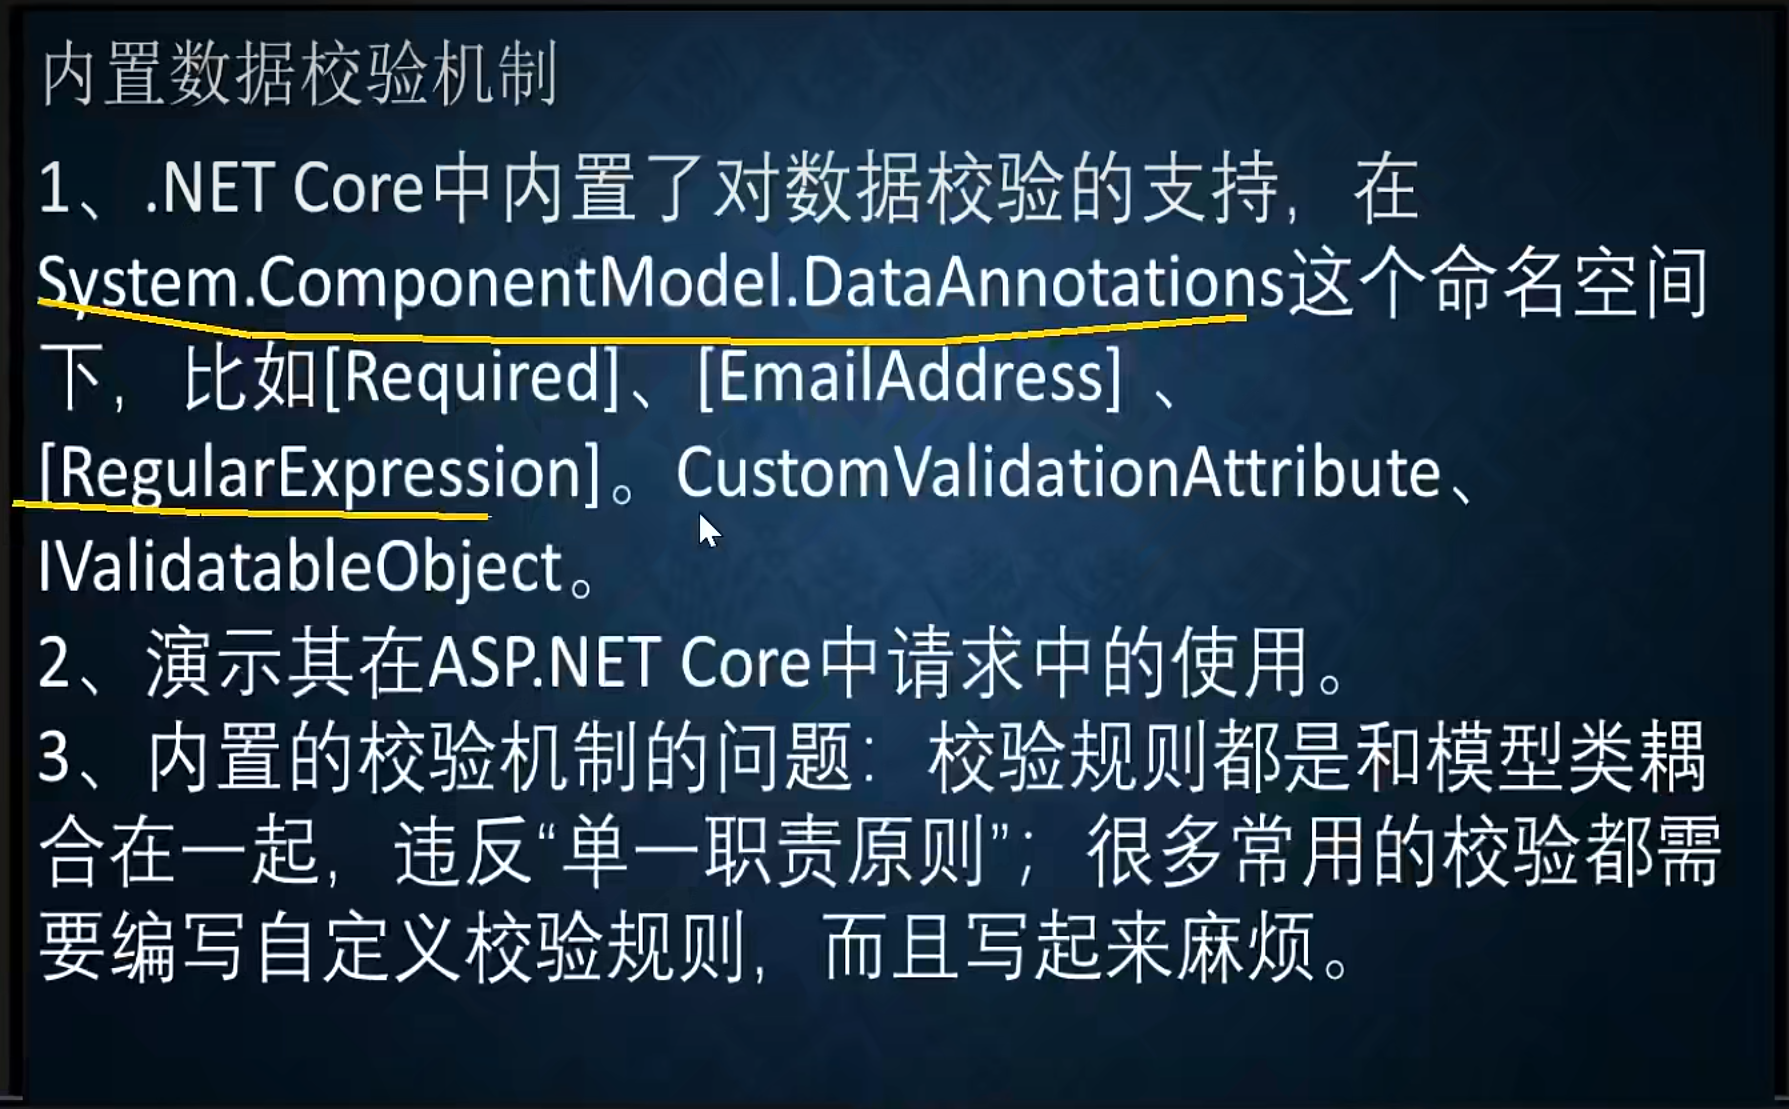 内置数据校验机制
1、.NET Core中内置了对数据校验的支持，在
System.ComponentModel.DataAnnotations这个命名空间
下，比如[Required]、[EmailAddress] 、
[RegularExpression]。CustomValidationAttribute、
IValidatableObject。
2、演示其在ASP.NET Core中请求中的使用。
3、内置的校验机制的问题：校验规则都是和模型类耦
合在一起，违反“单一职责原则”；很多常用的校验都需
要编写自定义校验规则，而且写起来麻烦。